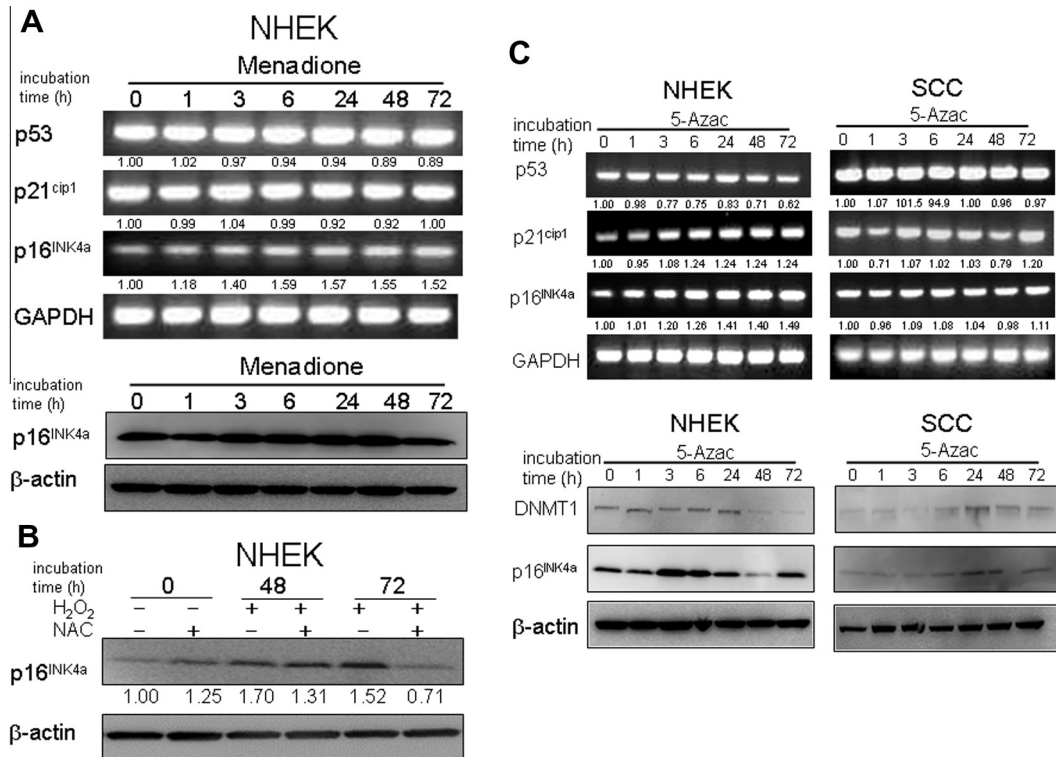 A
NHEK
Menadione
incubation
time (h)
0 1 3 6 24 48 72
p53
1.00 1.02 0.97 0.94 0.94 0.89 0.89
p21cip1
1.00 0.99 1.04 0.99 0.92 0.92 1.00
p16INK4a
1.00 1.18 1.40 1.59 1.57 1.55 1.52
GAPDH
Menadione
incubation
time (h)
0 1 3 6 24 48 72
p16INK4a
β-actin
B
NHEK
incubation
time (h)
0 48 72
H2O2 – – + + + +
NAC – + – + – +
p16INK4a
1.00 1.25 1.70 1.31 1.52 0.71
β-actin
C
NHEK
5-Azac
incubation
time (h)
0 1 3 6 24 48 72
p53
1.00 0.98 0.77 0.75 0.83 0.71 0.62
p21cip1
1.00 0.95 1.08 1.24 1.24 1.24 1.24
p16INK4a
1.00 1.01 1.20 1.26 1.41 1.40 1.49
GAPDH
SCC
5-Azac
0 1 3 6 24 48 72
1.00 1.07 101.5 94.9 1.00 0.96 0.97
1.00 0.71 1.07 1.02 1.03 0.79 1.20
1.00 0.96 1.09 1.08 1.04 0.98 1.11
NHEK
5-Azac
incubation
time (h)
0 1 3 6 24 48 72
DNMT1
p16INK4a
β-actin
SCC
5-Azac
0 1 3 6 24 48 72